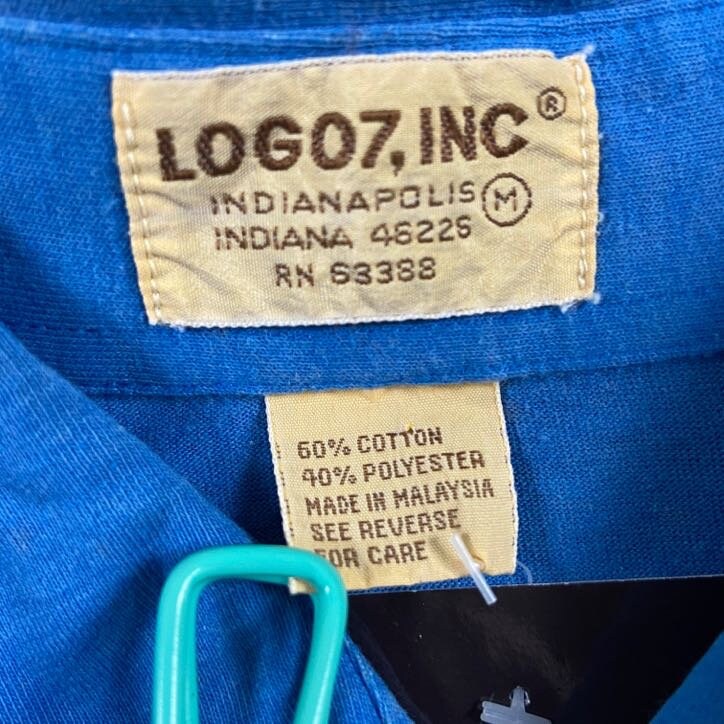 LOGO7, INC ®
INDIANAPOLIS M
INDIANA 46226
RN 63388
60% COTTON
40% POLYESTER
MADE IN MALAYSIA
SEE REVERSE
FOR CARE